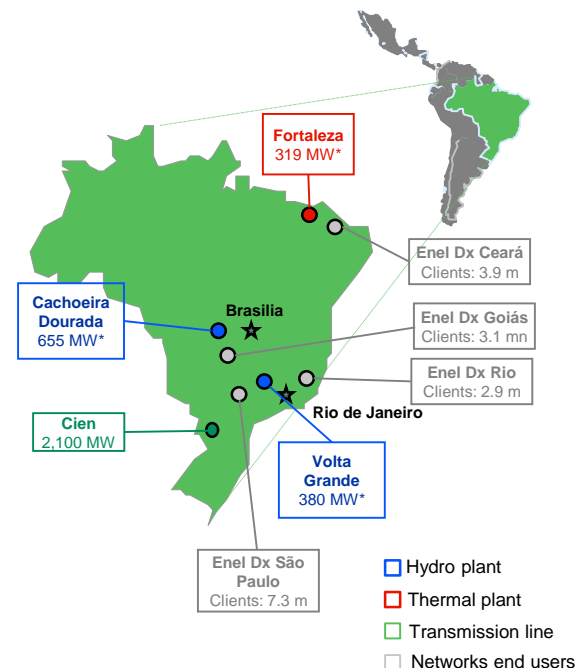 Fortaleza
319 MW*
Enel Dx Ceará
Clients: 3.9 m
Cachoeira
Dourada
655 MW*
Brasilia
Enel Dx Goiás
Clients: 3.1 mn
Enel Dx Rio
Clients: 2.9 m
Rio de Janeiro
Cien
2,100 MW
Volta
Grande
380 MW*
Enel Dx São
Paulo
Clients: 7.3 m
Hydro plant
Thermal plant
Transmission line
Networks end users